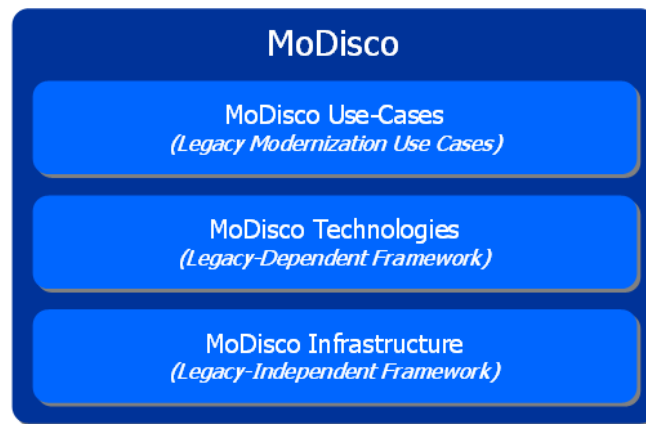 MoDisco
MoDisco Use-Cases
(Legacy Modernization Use Cases)
MoDisco Technologies
(Legacy-Dependent Framework)
MoDisco Infrastructure
(Legacy-Independent Framework)